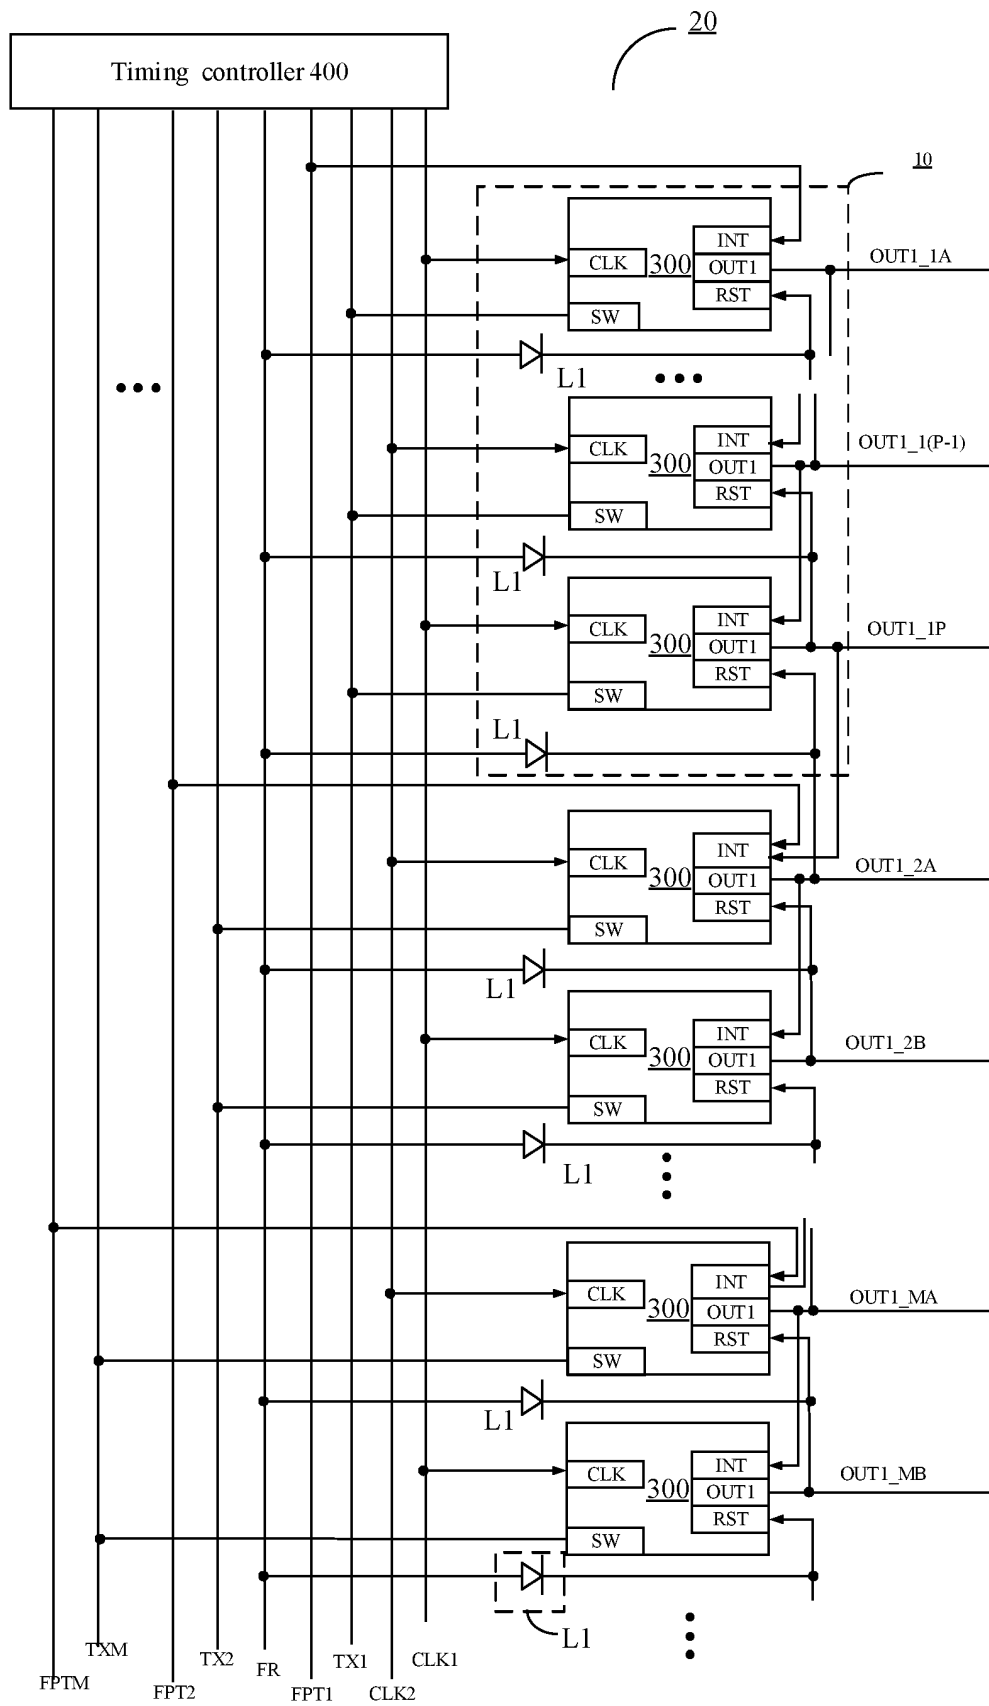 20
Timing controller 400
10
INT
CLK 300 OUT1 OUT1_1A
RST
SW
L1
INT
CLK 300 OUT1 OUT1_1(P-1)
RST
SW
L1
INT
CLK 300 OUT1 OUT1_1P
RST
SW
L1
INT
CLK 300 OUT1 OUT1_2A
RST
SW
L1
INT
CLK 300 OUT1 OUT1_2B
RST
SW
L1
INT
CLK 300 OUT1 OUT1_MA
RST
SW
L1
INT
CLK 300 OUT1 OUT1_MB
RST
SW
L1
FPTM TXM FPT2 TX2 FR FPT1 TX1 CLK2 CLK1